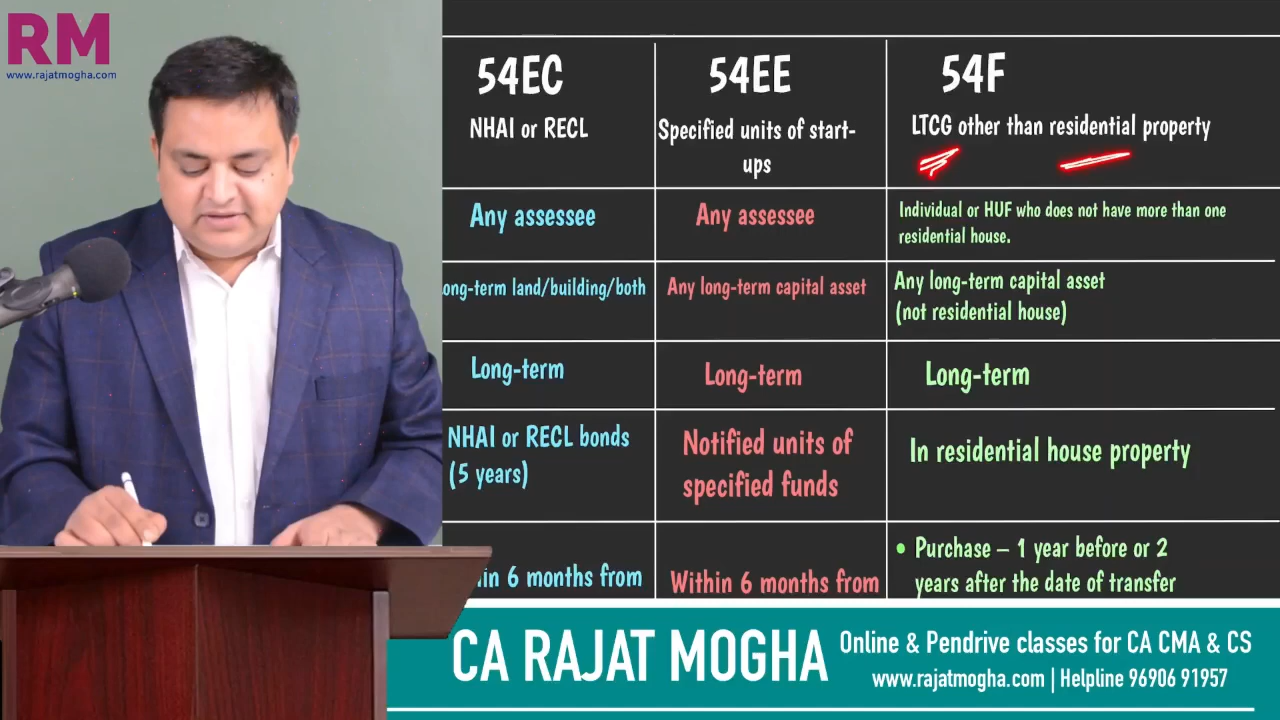 RM
www.rajatmogha.com
54EC
NHAI or RECL
54EE
Specified units of start-
ups
54F
LTCG other than residential property
Any assessee
Any assessee
Individual or HUF who does not have more than one
residential house.
ong-term land/building/both
Any long-term capital asset
Any long-term capital asset
(not residential house)
Long-term
Long-term
Long-term
NHAI or RECL bonds
(5 years)
Notified units of
specified funds
In residential house property
in 6 months from
Within 6 months from
• Purchase – 1 year before or 2
years after the date of transfer
CA RAJAT MOGHA
Online & Pendrive classes for CA CMA & CS
www.rajatmogha.com | Helpline 96906 91957